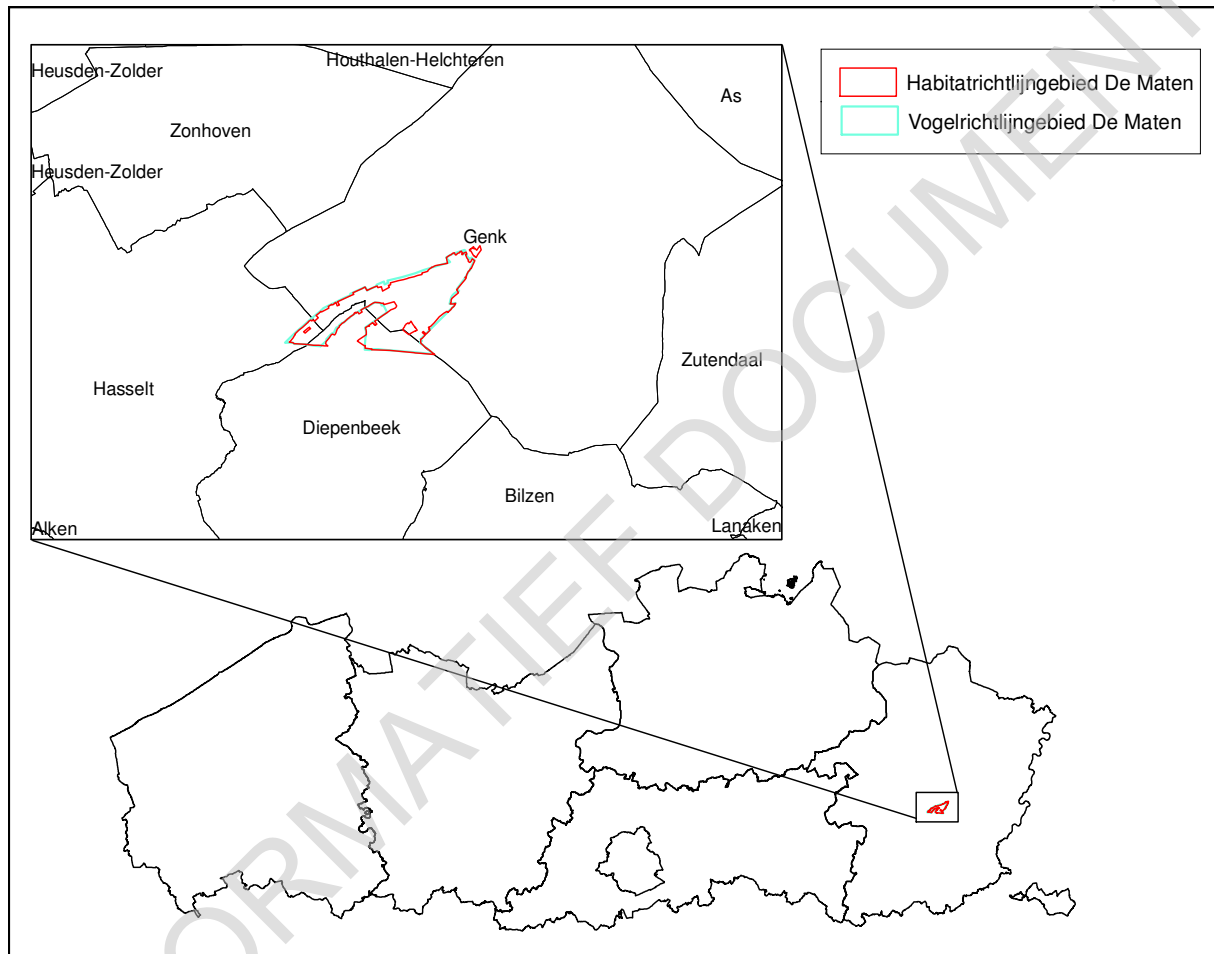 Houthalen-Helchteren
Heusden-Zolder
Habitatrichtlijngebied De Maten
As
Vogelrichtlijngebied De Maten
Zonhoven
Heusden-Zolder
Genk
Zutendaal
Hasselt
Diepenbeek
Bilzen
Alken
Lanaken
ORMATIEF DOCUMENT